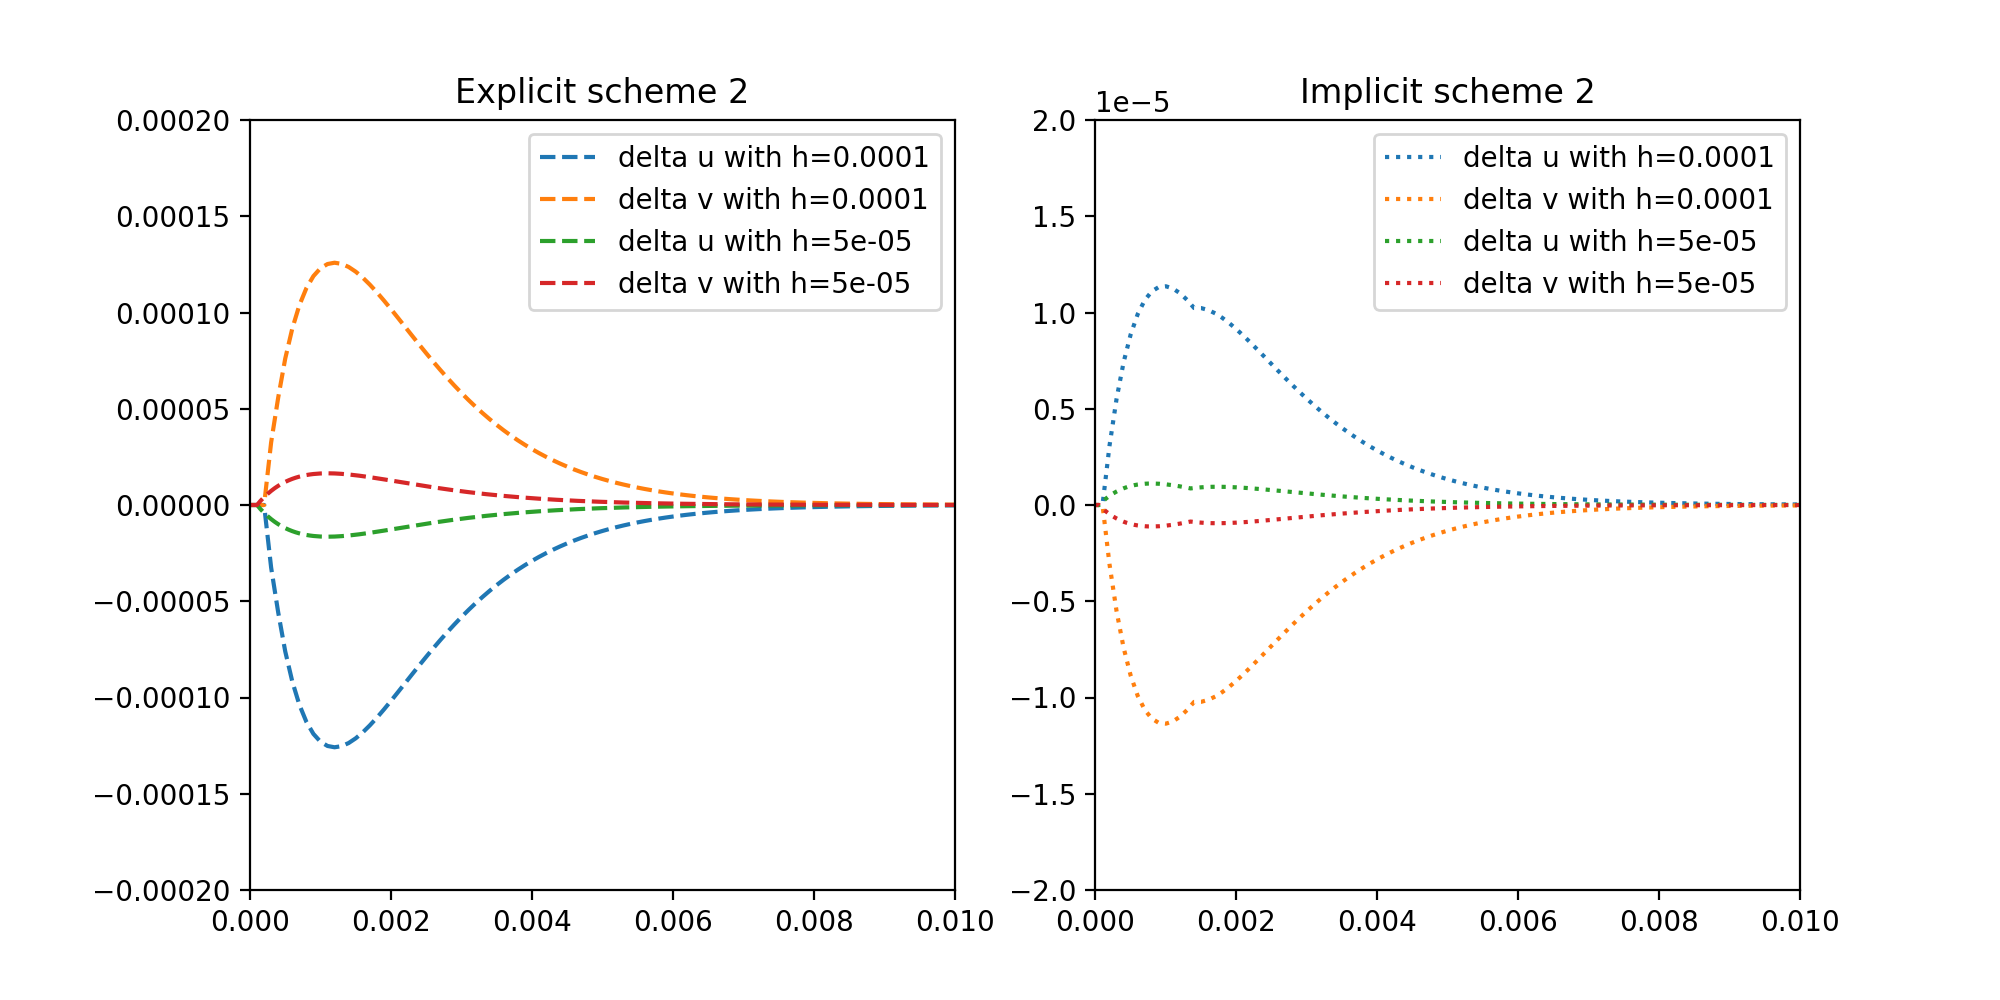 Explicit scheme 2
0.00020
0.00015
0.00010
0.00005
0.00000
−0.00005
−0.00010
−0.00015
−0.00020
0.000 0.002 0.004 0.006 0.008 0.010
delta u with h=0.0001
delta v with h=0.0001
delta u with h=5e-05
delta v with h=5e-05
Implicit scheme 2
1e−5
2.0
1.5
1.0
0.5
0.0
−0.5
−1.0
−1.5
−2.0
0.000 0.002 0.004 0.006 0.008 0.010
delta u with h=0.0001
delta v with h=0.0001
delta u with h=5e-05
delta v with h=5e-05